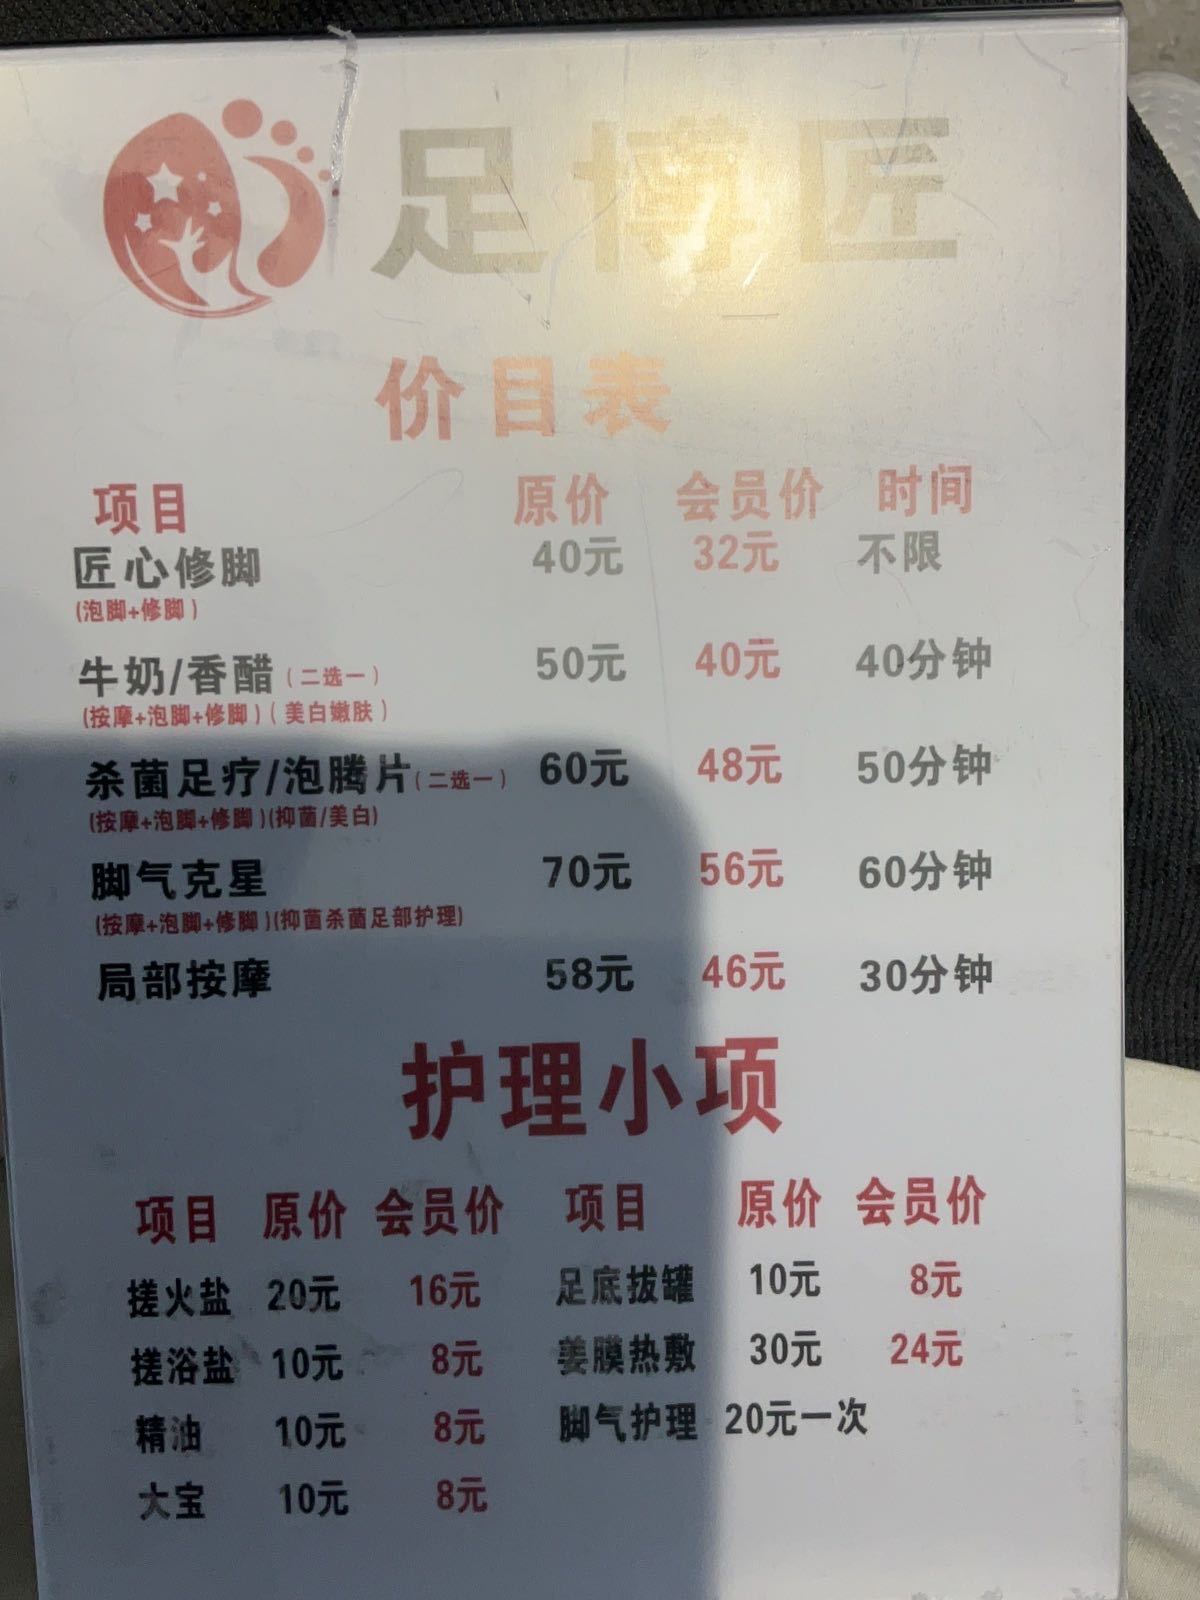 足博匠
价目表
项目 原价 会员价 时间
匠心修脚 40元 32元 不限
(泡脚+修脚)
牛奶/香醋(二选一) 50元 40元 40分钟
(按摩+泡脚+修脚)(美白嫩肤)
杀菌足疗/泡腾片(二选一) 60元 48元 50分钟
(按摩+泡脚+修脚)(抑菌/美白)
脚气克星 70元 56元 60分钟
(按摩+泡脚+修脚)(抑菌杀菌足部护理)
局部按摩 58元 46元 30分钟
护理小项
项目 原价 会员价 项目 原价 会员价
搓火盐 20元 16元 足底拔罐 10元 8元
搓浴盐 10元 8元 姜膜热敷 30元 24元
精油 10元 8元 脚气护理 20元一次
大宝 10元 8元